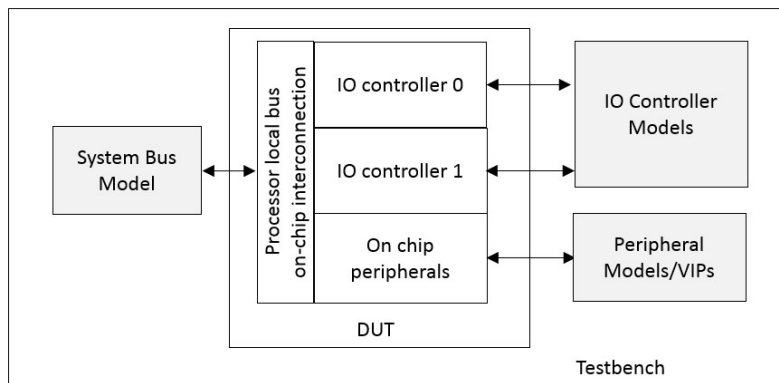 System Bus
Model
Processor local bus
on-chip interconnection
IO controller 0
IO controller 1
On chip
peripherals
DUT
IO Controller
Models
Peripheral
Models/VIPs
Testbench